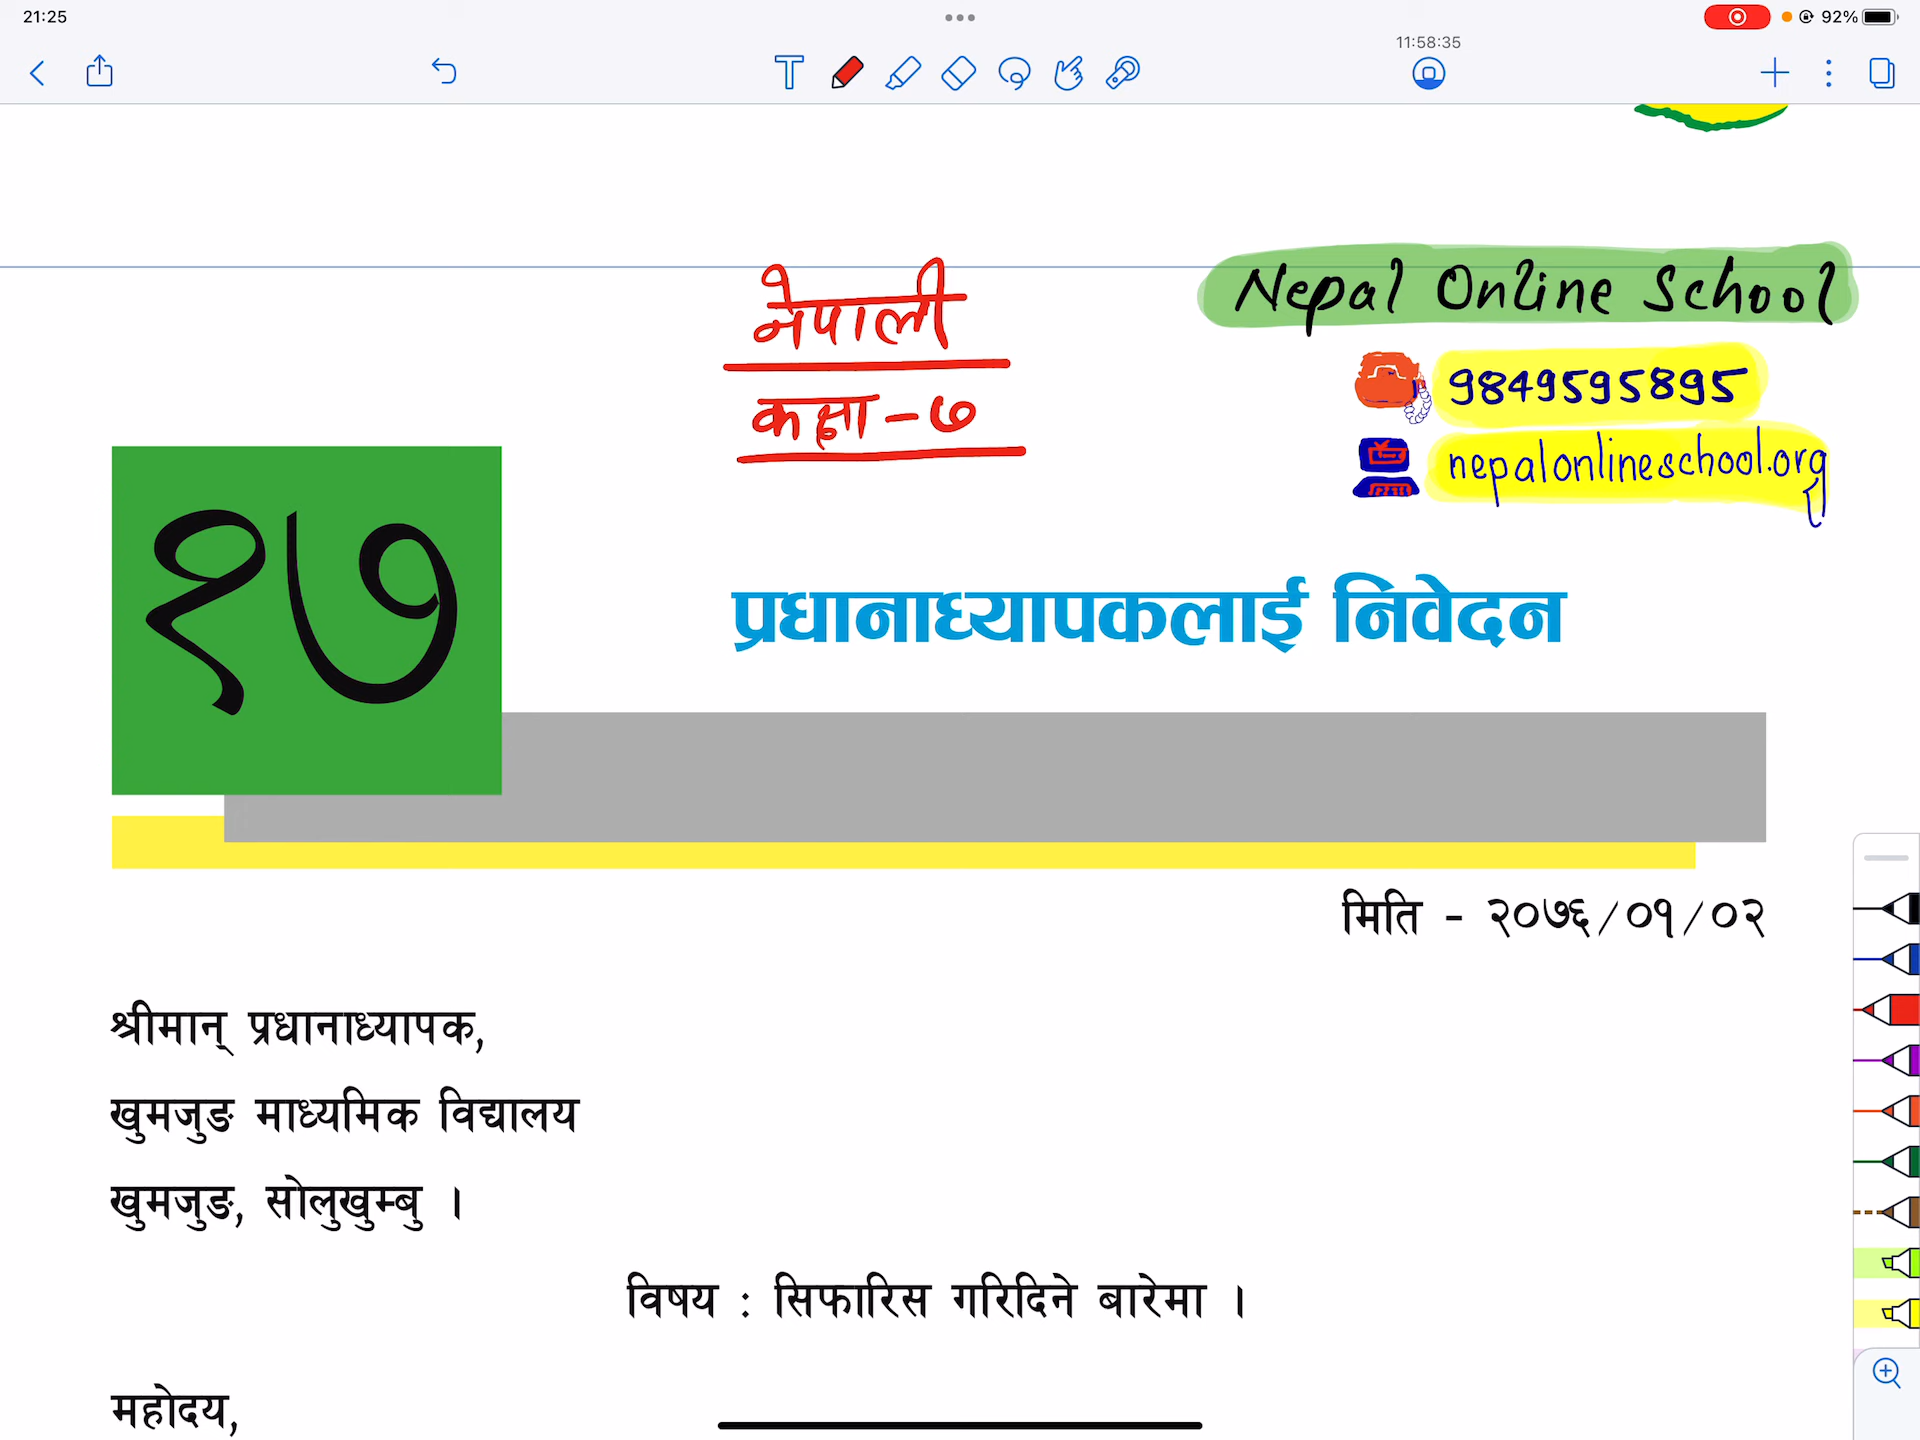 21:25
92%
11:58:35
नेपाली
कक्षा - ७
Nepal Online School
9849595895
nepalonlineschool.org
१७
प्रधानाध्यापकलाई निवेदन
मिति - २०७६/०१/०२
श्रीमान् प्रधानाध्यापक,
खुमजुङ माध्यमिक विद्यालय
खुमजुङ, सोलुखुम्बु ।
विषय : सिफारिस गरिदिने बारेमा ।
महोदय,